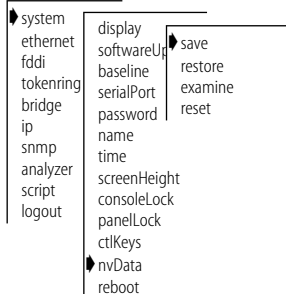 system
ethernet
fddi
tokenring
bridge
ip
snmp
analyzer
script
logout
display
softwareUp
baseline
serialPort
password
name
time
screenHeight
consoleLock
panelLock
ctlKeys
nvData
reboot
save
restore
examine
reset